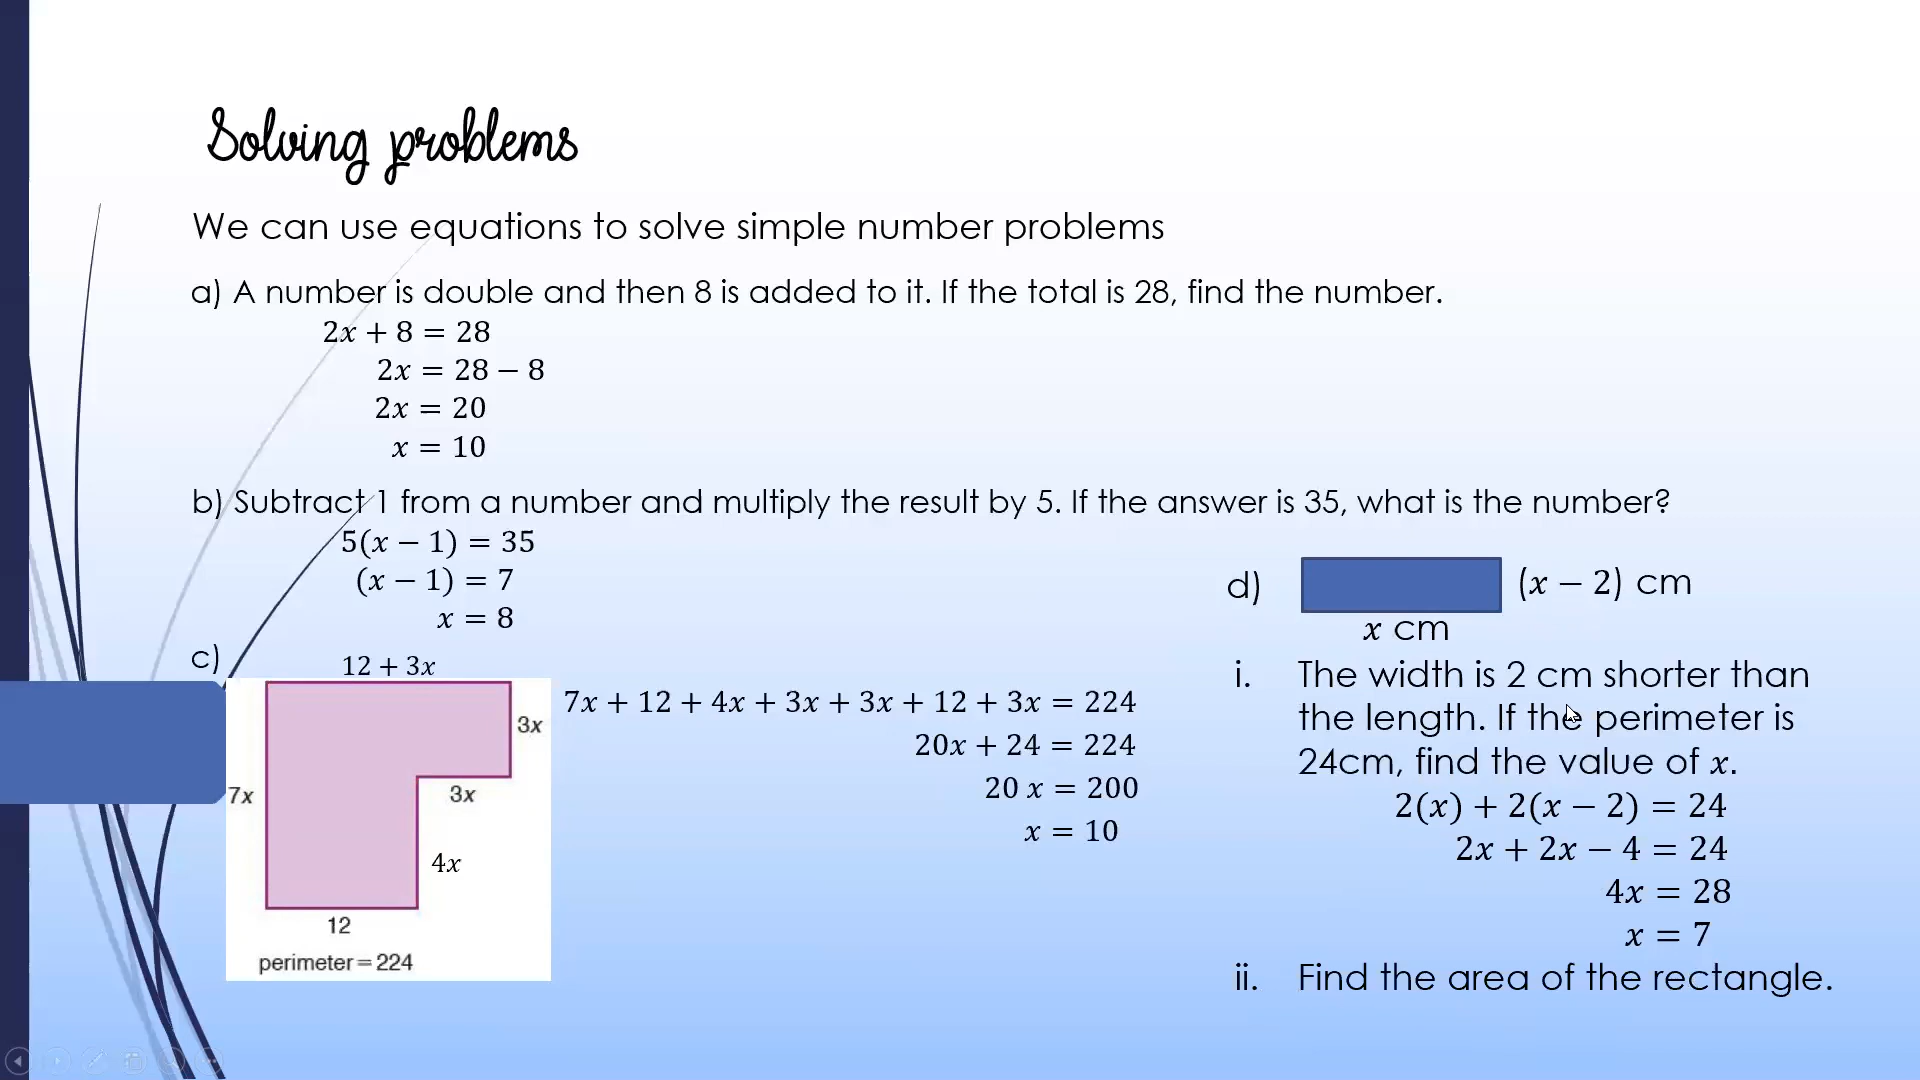 Solving problems
We can use equations to solve simple number problems
a) A number is double and then 8 is added to it. If the total is 28, find the number.
2x + 8 = 28
2x = 28 − 8
2x = 20
x = 10
b) Subtract 1 from a number and multiply the result by 5. If the answer is 35, what is the number?
5(x − 1) = 35
(x − 1) = 7
x = 8
c)
12 + 3x
3x
7x
3x
4x
12
perimeter = 224
7x + 12 + 4x + 3x + 3x + 12 + 3x = 224
20x + 24 = 224
20 x = 200
x = 10
d)
(x − 2) cm
x cm
i. The width is 2 cm shorter than
the length. If the perimeter is
24cm, find the value of x.
2(x) + 2(x − 2) = 24
2x + 2x − 4 = 24
4x = 28
x = 7
ii. Find the area of the rectangle.